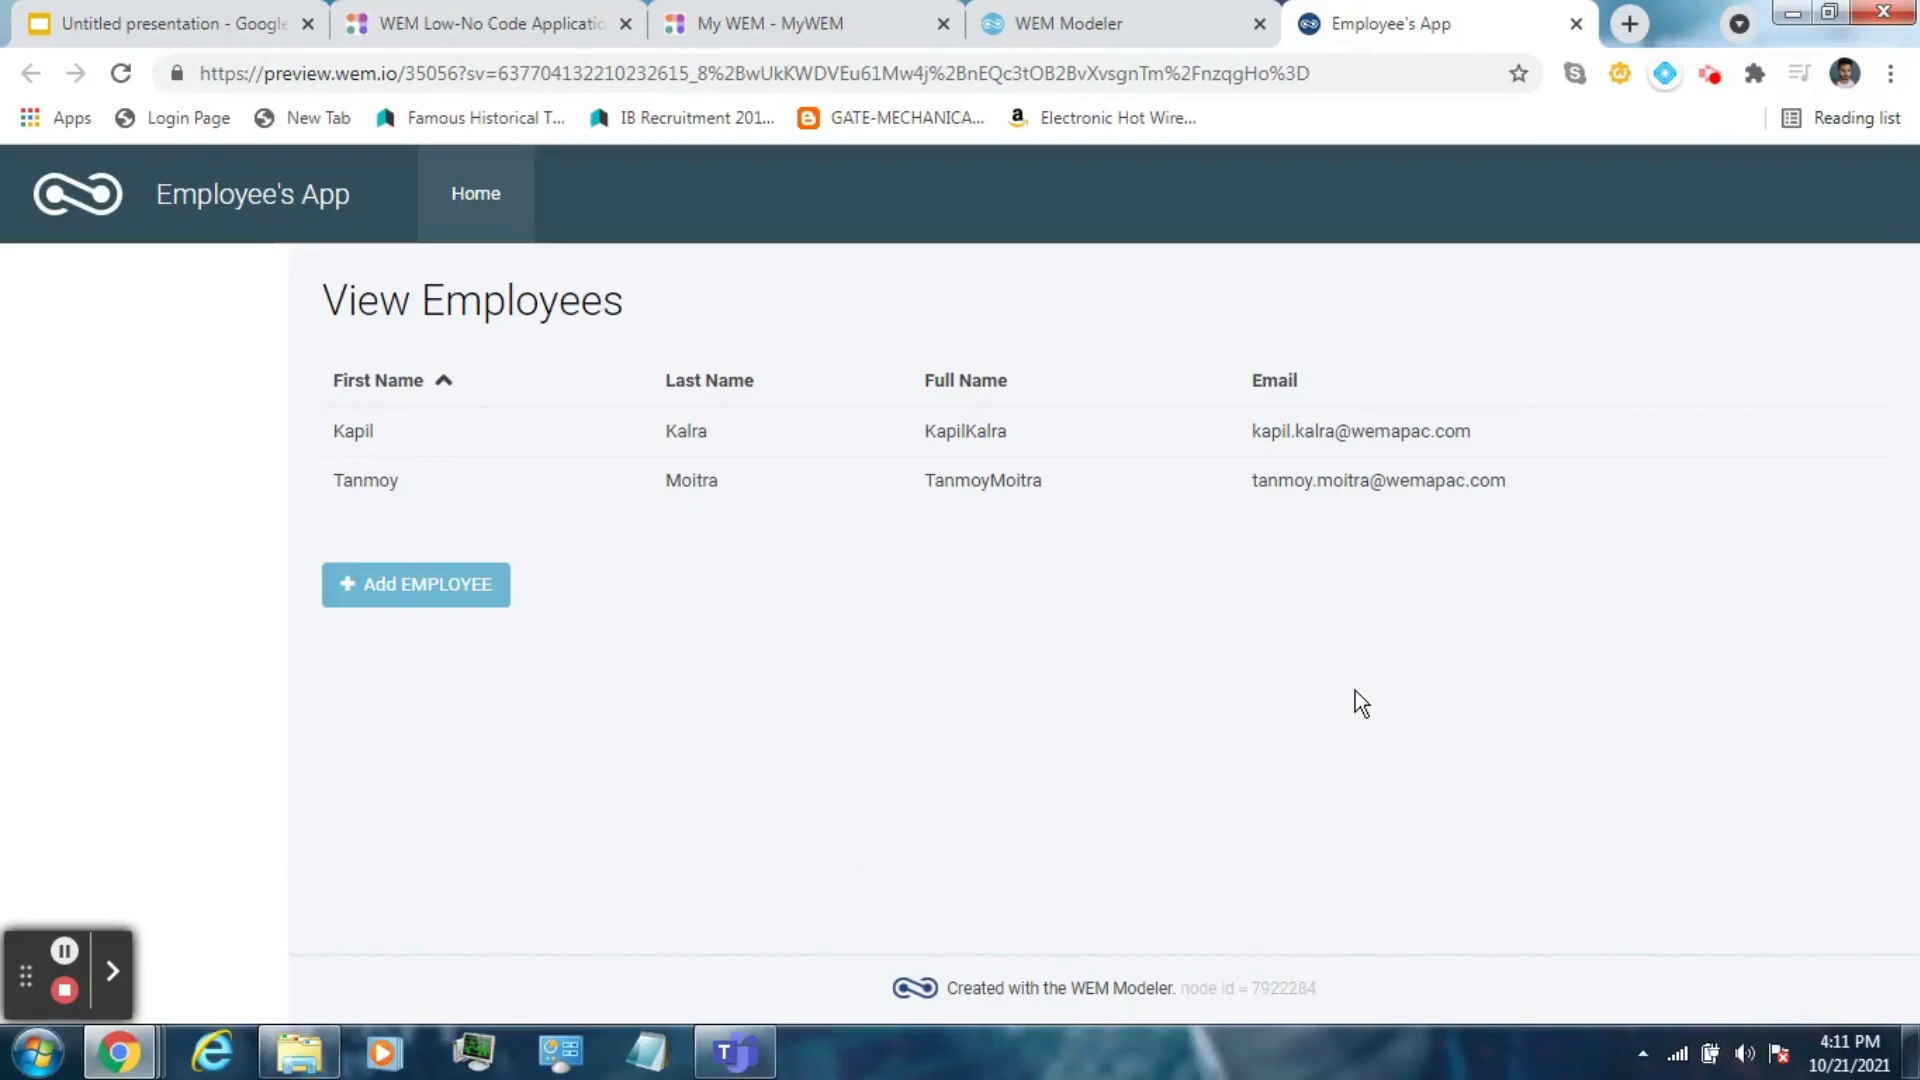 Untitled presentation - Google
WEM Low-No Code Applicatio
My WEM - MyWEM
WEM Modeler
Employee's App
https://preview.wem.io/35056?sv=637704132210232615_8%2BwUkKWDVEu61Mw4j%2BnEQc3tOB2BvXvsgnTm%2FnzqgHo%3D
Apps
Login Page
New Tab
Famous Historical T...
IB Recruitment 201...
GATE-MECHANICA...
Electronic Hot Wire...
Reading list
Employee's App
Home
View Employees
First Name Last Name Full Name Email
Kapil Kalra KapilKalra kapil.kalra@wemapac.com
Tanmoy Moitra TanmoyMoitra tanmoy.moitra@wemapac.com
+ Add EMPLOYEE
Created with the WEM Modeler. node id = 7922284
4:11 PM
10/21/2021